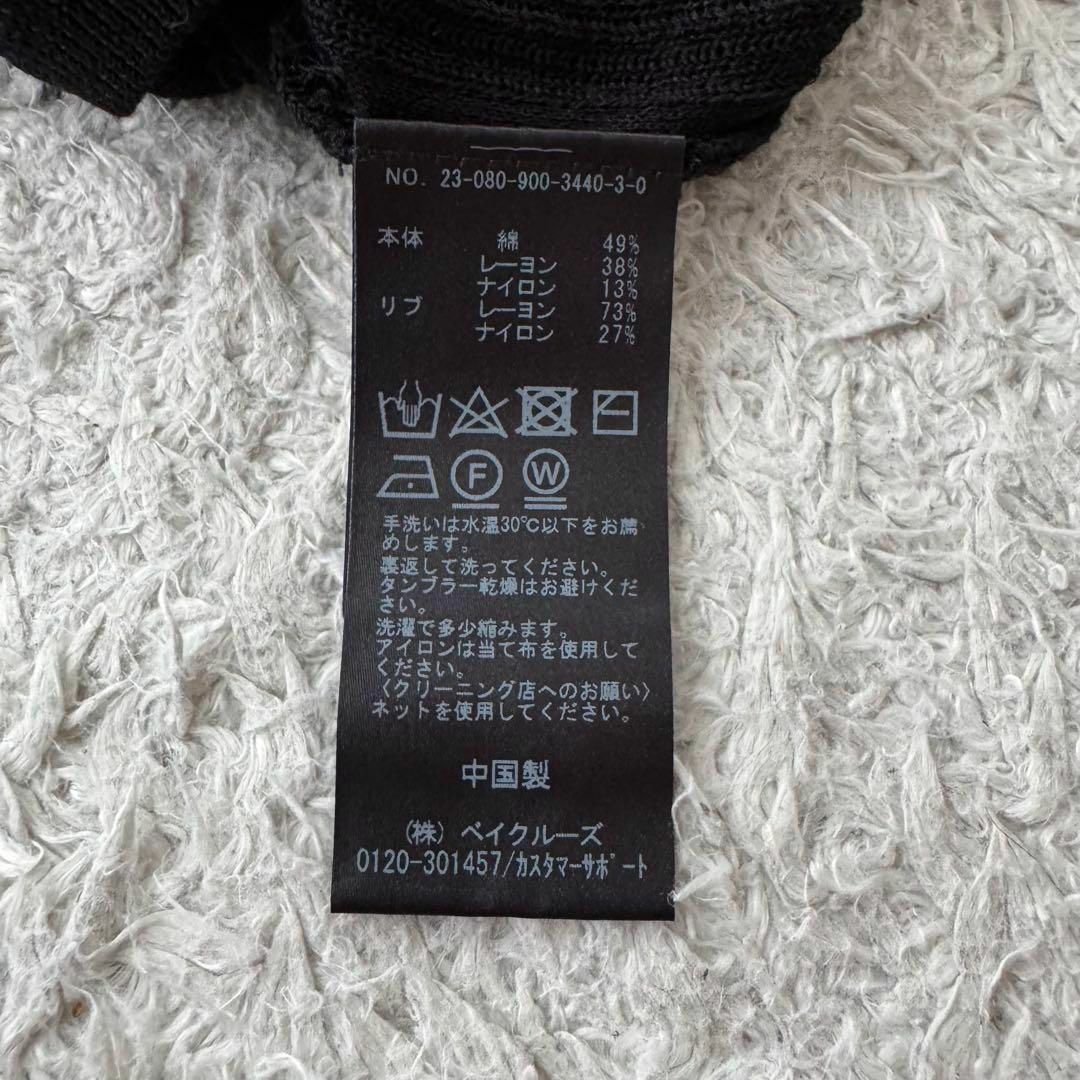 NO. 23-080-900-3440-3-0
本体 綿 49%
レーヨン 38%
ナイロン 13%
リブ レーヨン 73%
ナイロン 27%
F W
手洗いは水温30℃以下をお薦
めします。
裏返して洗ってください。
タンブラー乾燥はお避けくだ
さい。
洗濯で多少縮みます。
アイロンは当て布を使用して
ください。
〈クリーニング店へのお願い〉
ネットを使用してください。
中国製
(株) ベイクルーズ
0120-301457/カスタマーサポート